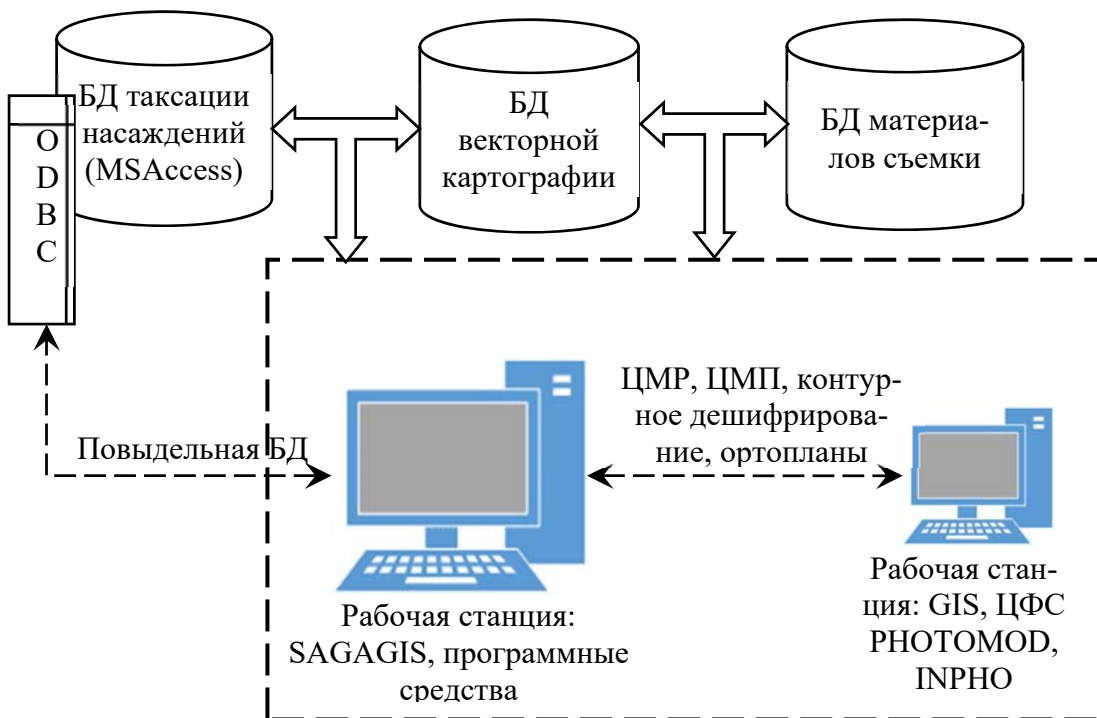 БД таксации
насаждений
(MSAccess)
O
D
B
C
БД
векторной
картографии
БД материа-
лов съемки
Повыдельная БД
ЦМР, ЦМП, контур-
ное дешифрирова-
ние, ортопланы
Рабочая станция:
SAGAGIS, программные
средства
Рабочая стан-
ция: GIS, ЦФС
PHOTOMOD,
INPHO